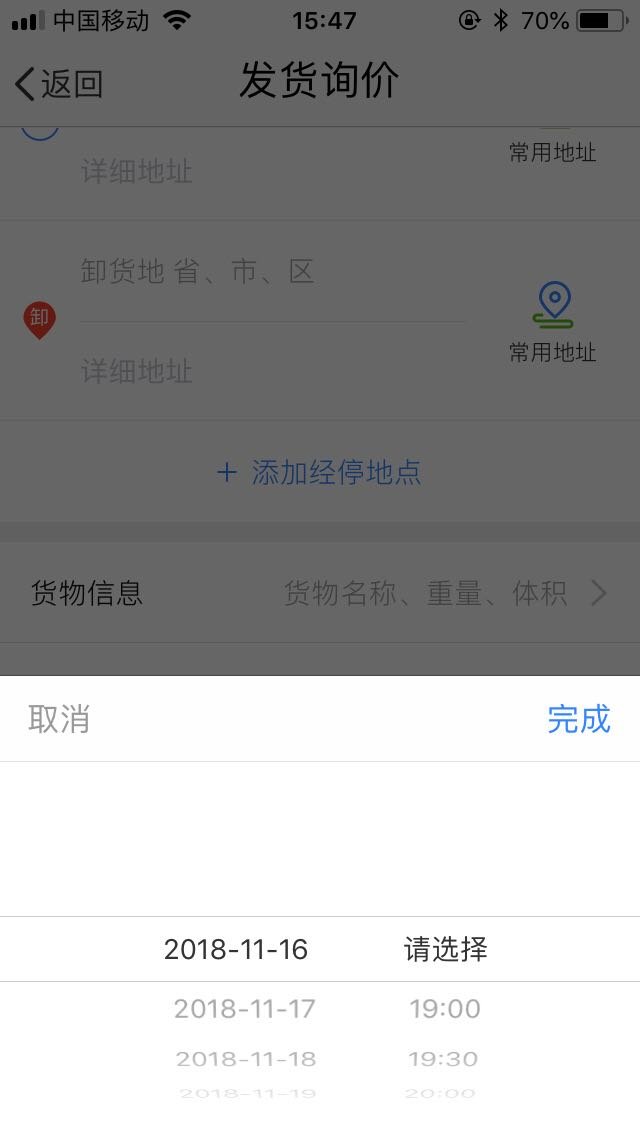 中国移动 15:47 70%
返回 发货询价
常用地址
详细地址
卸货地 省、市、区
卸
常用地址
详细地址
+ 添加经停地点
货物信息 货物名称、重量、体积
取消 完成
2018-11-16 请选择
2018-11-17 19:00
2018-11-18 19:30
2018-11-19 20:00